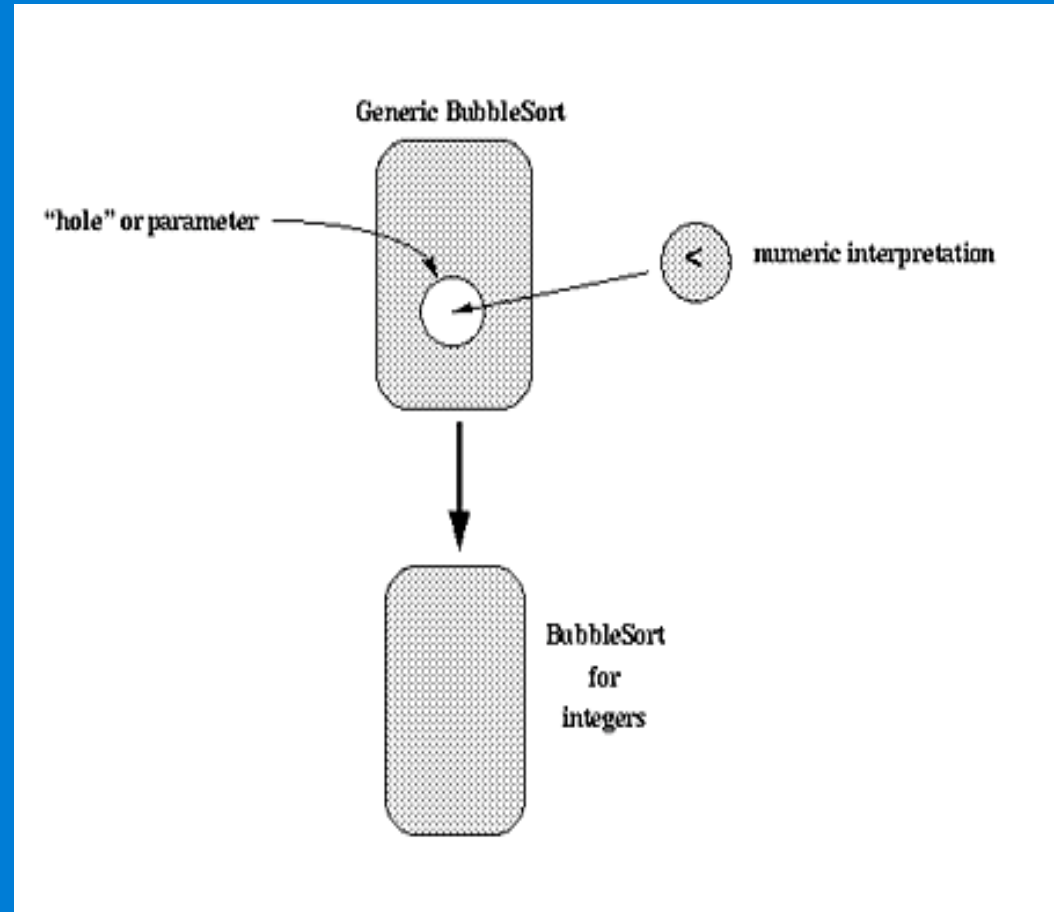 Generic BubbleSort
“hole” or parameter
<
numeric interpretation
BubbleSort
for
integers